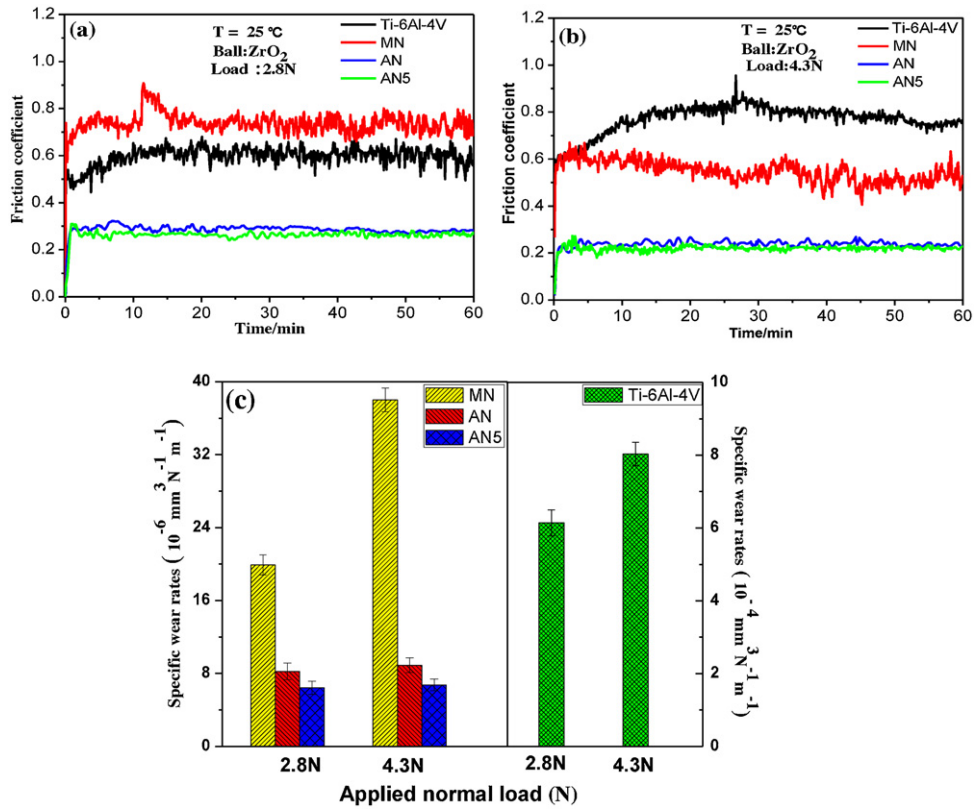 (a)
T = 25 ℃
Ball:ZrO2
Load :2.8N
Ti-6Al-4V
MN
AN
AN5
Friction coefficient
1.2
1.0
0.8
0.6
0.4
0.2
0.0
0 10 20 30 40 50 60
Time/min
(b)
T = 25℃
Ball:ZrO2
Load:4.3N
Ti-6Al-4V
MN
AN
AN5
Friction coefficient
1.2
1.0
0.8
0.6
0.4
0.2
0.0
0 10 20 30 40 50 60
Time/min
(c)
MN
AN
AN5
Ti-6Al-4V
Specific wear rates ( 10-6 mm3N-1m-1)
40
32
24
16
8
0
10
8
6
4
2
0
Specific wear rates ( 10-4 mm3N-1m-1)
2.8N 4.3N 2.8N 4.3N
Applied normal load (N)